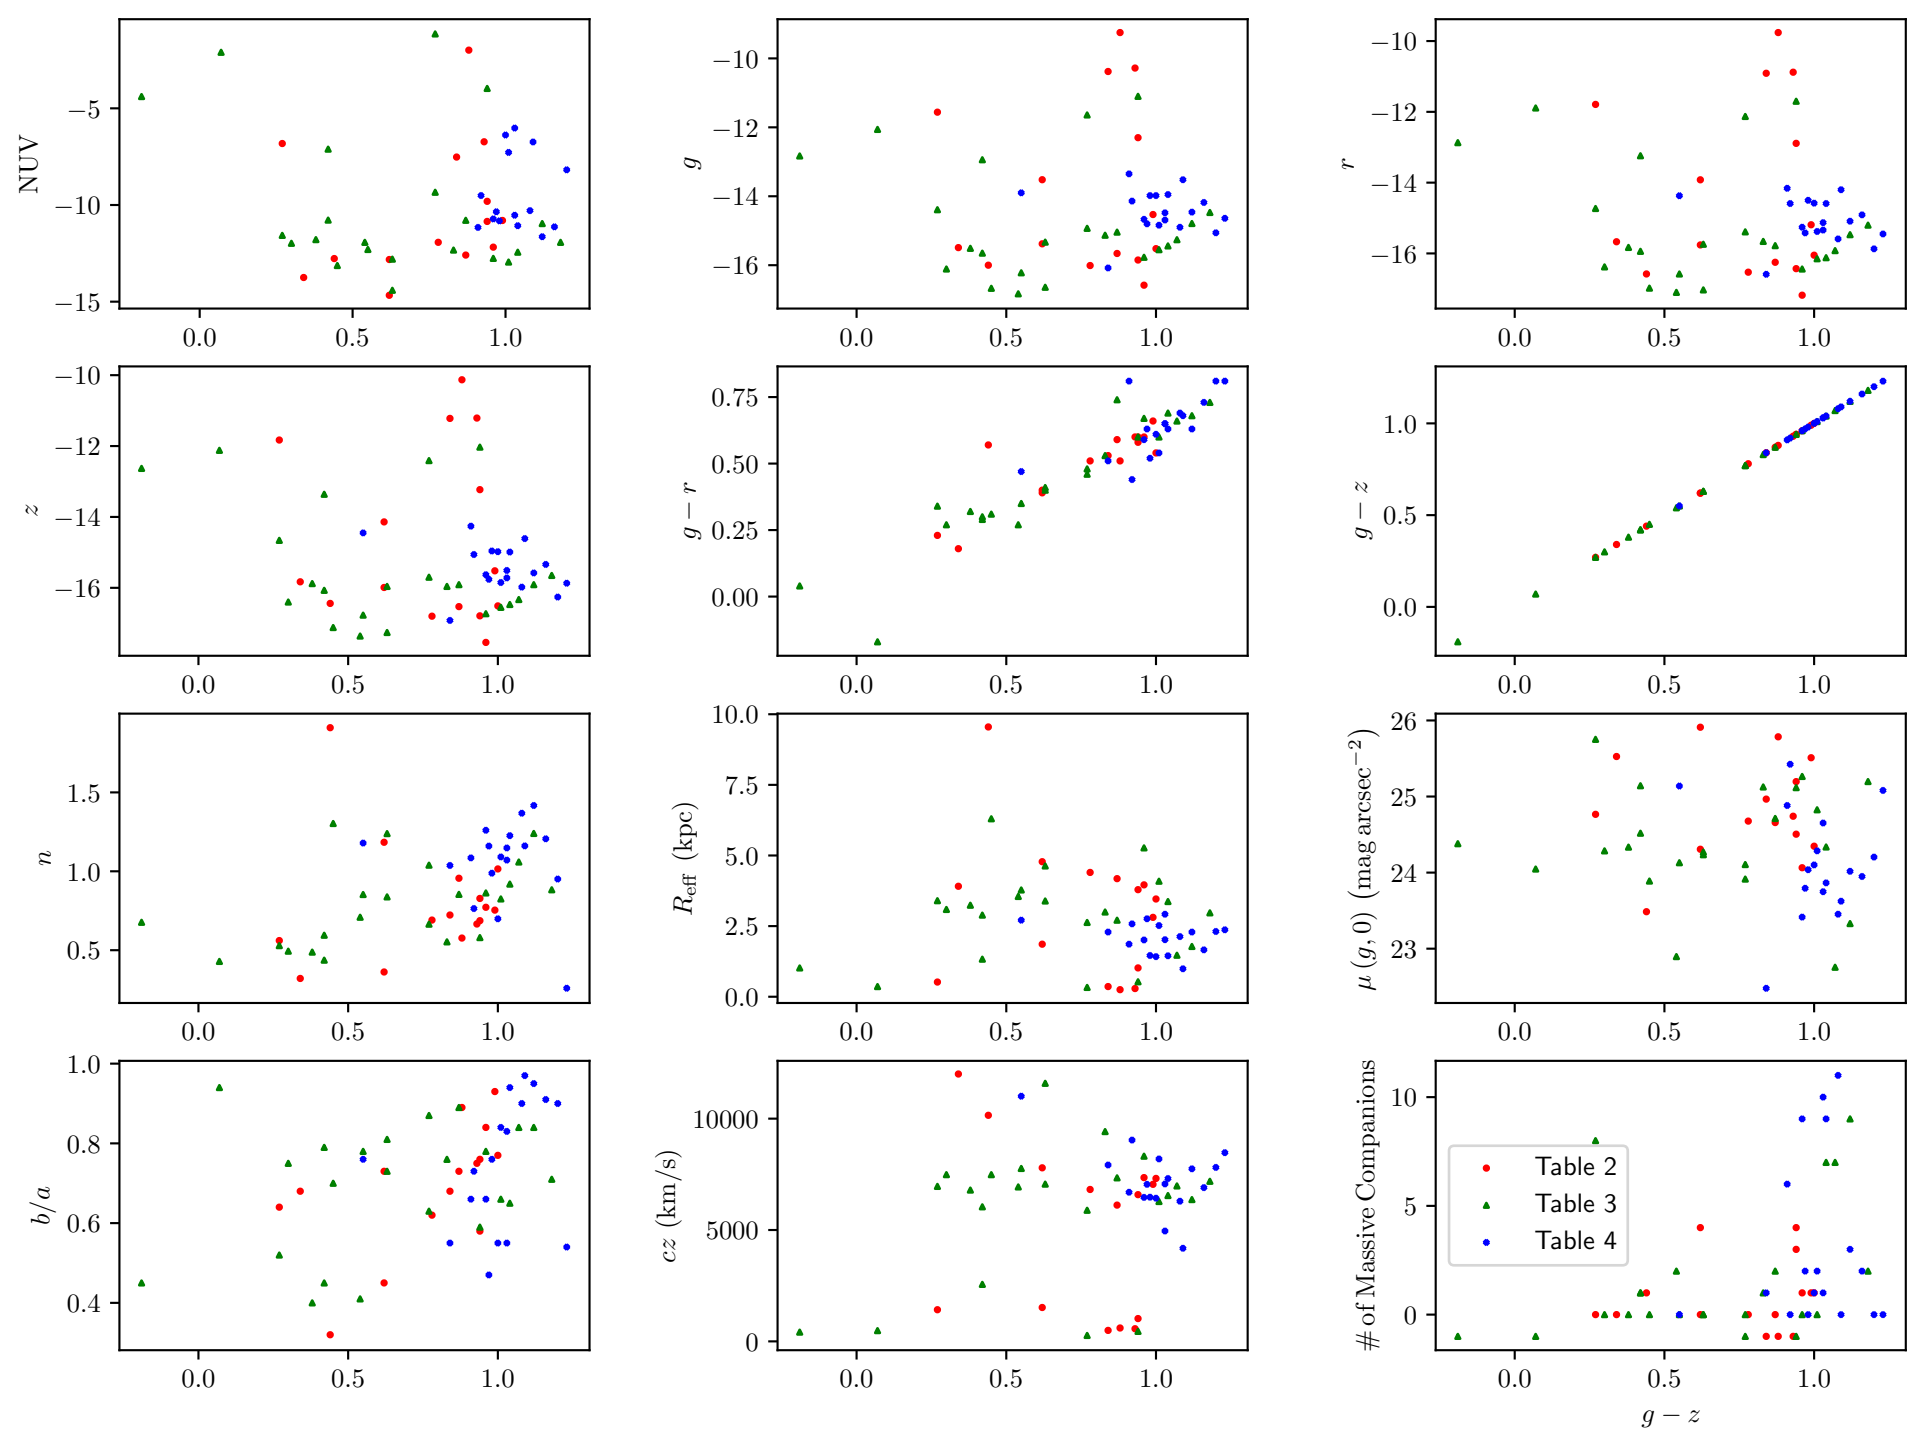 NUV
−5
−10
−15
0.0 0.5 1.0
g
−10
−12
−14
−16
0.0 0.5 1.0
r
−10
−12
−14
−16
0.0 0.5 1.0
z
−10
−12
−14
−16
0.0 0.5 1.0
g − r
0.75
0.50
0.25
0.00
0.0 0.5 1.0
g − z
1.0
0.5
0.0
0.0 0.5 1.0
n
1.5
1.0
0.5
0.0 0.5 1.0
R_eff (kpc)
10.0
7.5
5.0
2.5
0.0
0.0 0.5 1.0
μ (g, 0) (mag arcsec⁻²)
26
25
24
23
0.0 0.5 1.0
b/a
1.0
0.8
0.6
0.4
0.0 0.5 1.0
cz (km/s)
10000
5000
0
0.0 0.5 1.0
# of Massive Companions
10
5
0
Table 2
Table 3
Table 4
0.0 0.5 1.0
g − z